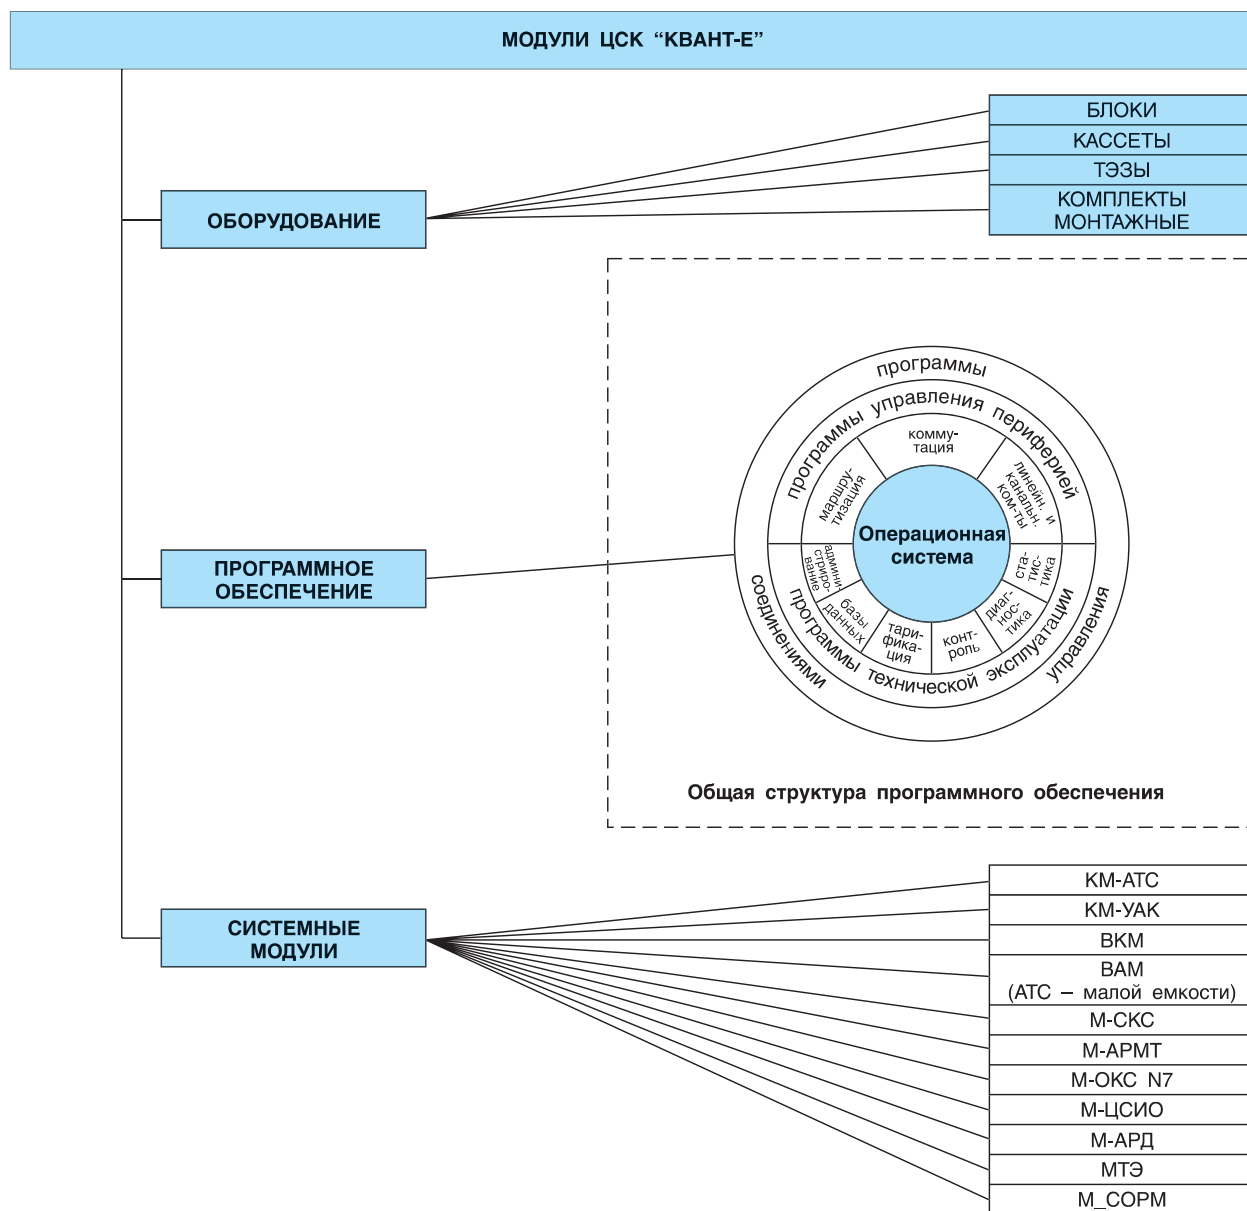 МОДУЛИ ЦСК “КВАНТ-Е”
БЛОКИ
КАССЕТЫ
ТЭЗЫ
КОМПЛЕКТЫ
МОНТАЖНЫЕ
ОБОРУДОВАНИЕ
программы
управления
соединениями
программы управления периферией
комму-
тация
маршру-
тизация
линейн. и
канальн.
ком-ты
Операционная
система
админи-
стриро-
вание
базы
данных
тари-
фика-
ция
конт-
роль
диаг-
нос-
тика
ста-
тис-
тика
программы технической эксплуатации
ПРОГРАММНОЕ
ОБЕСПЕЧЕНИЕ
Общая структура программного обеспечения
СИСТЕМНЫЕ
МОДУЛИ
КМ-АТС
КМ-УАК
ВКМ
ВАМ
(АТС – малой емкости)
М-СКС
М-АРМТ
М-ОКС N7
М-ЦСИО
М-АРД
МТЭ
М_СОРМ